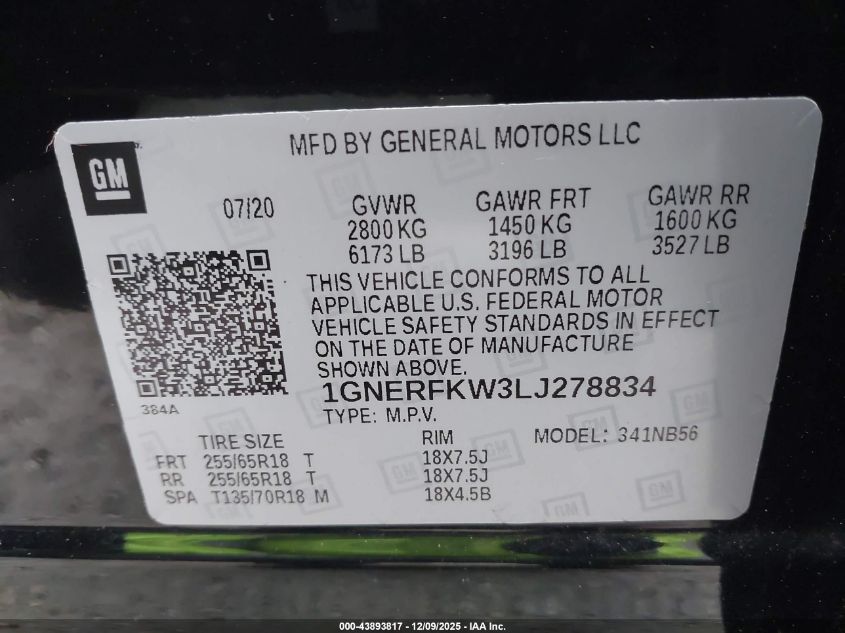 GM
MFD BY GENERAL MOTORS LLC
07/20
GVWR GAWR FRT GAWR RR
2800 KG 1450 KG 1600 KG
6173 LB 3196 LB 3527 LB
THIS VEHICLE CONFORMS TO ALL
APPLICABLE U.S. FEDERAL MOTOR
VEHICLE SAFETY STANDARDS IN EFFECT
ON THE DATE OF MANUFACTURE
SHOWN ABOVE.
1GNERFKW3LJ278834
384A
TYPE: M.P.V.
TIRE SIZE RIM MODEL: 341NB56
FRT 255/65R18 T 18X7.5J
RR 255/65R18 T 18X7.5J
SPA T135/70R18 M 18X4.5B
000-43893817 - 12/09/2025 - IAA Inc.